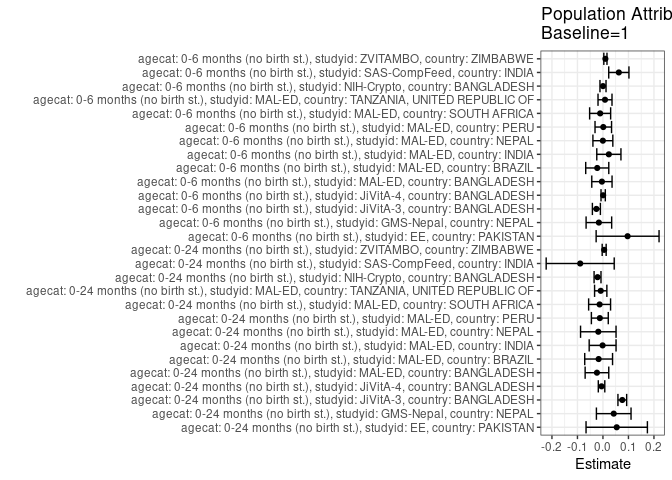 Population Attrib
Baseline=1
agecat: 0-6 months (no birth st.), studyid: ZVITAMBO, country: ZIMBABWE
agecat: 0-6 months (no birth st.), studyid: SAS-CompFeed, country: INDIA
agecat: 0-6 months (no birth st.), studyid: NIH-Crypto, country: BANGLADESH
agecat: 0-6 months (no birth st.), studyid: MAL-ED, country: TANZANIA, UNITED REPUBLIC OF
agecat: 0-6 months (no birth st.), studyid: MAL-ED, country: SOUTH AFRICA
agecat: 0-6 months (no birth st.), studyid: MAL-ED, country: PERU
agecat: 0-6 months (no birth st.), studyid: MAL-ED, country: NEPAL
agecat: 0-6 months (no birth st.), studyid: MAL-ED, country: INDIA
agecat: 0-6 months (no birth st.), studyid: MAL-ED, country: BRAZIL
agecat: 0-6 months (no birth st.), studyid: MAL-ED, country: BANGLADESH
agecat: 0-6 months (no birth st.), studyid: JiVitA-4, country: BANGLADESH
agecat: 0-6 months (no birth st.), studyid: JiVitA-3, country: BANGLADESH
agecat: 0-6 months (no birth st.), studyid: GMS-Nepal, country: NEPAL
agecat: 0-6 months (no birth st.), studyid: EE, country: PAKISTAN
agecat: 0-24 months (no birth st.), studyid: ZVITAMBO, country: ZIMBABWE
agecat: 0-24 months (no birth st.), studyid: SAS-CompFeed, country: INDIA
agecat: 0-24 months (no birth st.), studyid: NIH-Crypto, country: BANGLADESH
agecat: 0-24 months (no birth st.), studyid: MAL-ED, country: TANZANIA, UNITED REPUBLIC OF
agecat: 0-24 months (no birth st.), studyid: MAL-ED, country: SOUTH AFRICA
agecat: 0-24 months (no birth st.), studyid: MAL-ED, country: PERU
agecat: 0-24 months (no birth st.), studyid: MAL-ED, country: NEPAL
agecat: 0-24 months (no birth st.), studyid: MAL-ED, country: INDIA
agecat: 0-24 months (no birth st.), studyid: MAL-ED, country: BRAZIL
agecat: 0-24 months (no birth st.), studyid: MAL-ED, country: BANGLADESH
agecat: 0-24 months (no birth st.), studyid: JiVitA-4, country: BANGLADESH
agecat: 0-24 months (no birth st.), studyid: JiVitA-3, country: BANGLADESH
agecat: 0-24 months (no birth st.), studyid: GMS-Nepal, country: NEPAL
agecat: 0-24 months (no birth st.), studyid: EE, country: PAKISTAN
-0.2 -0.1 0.0 0.1 0.2
Estimate